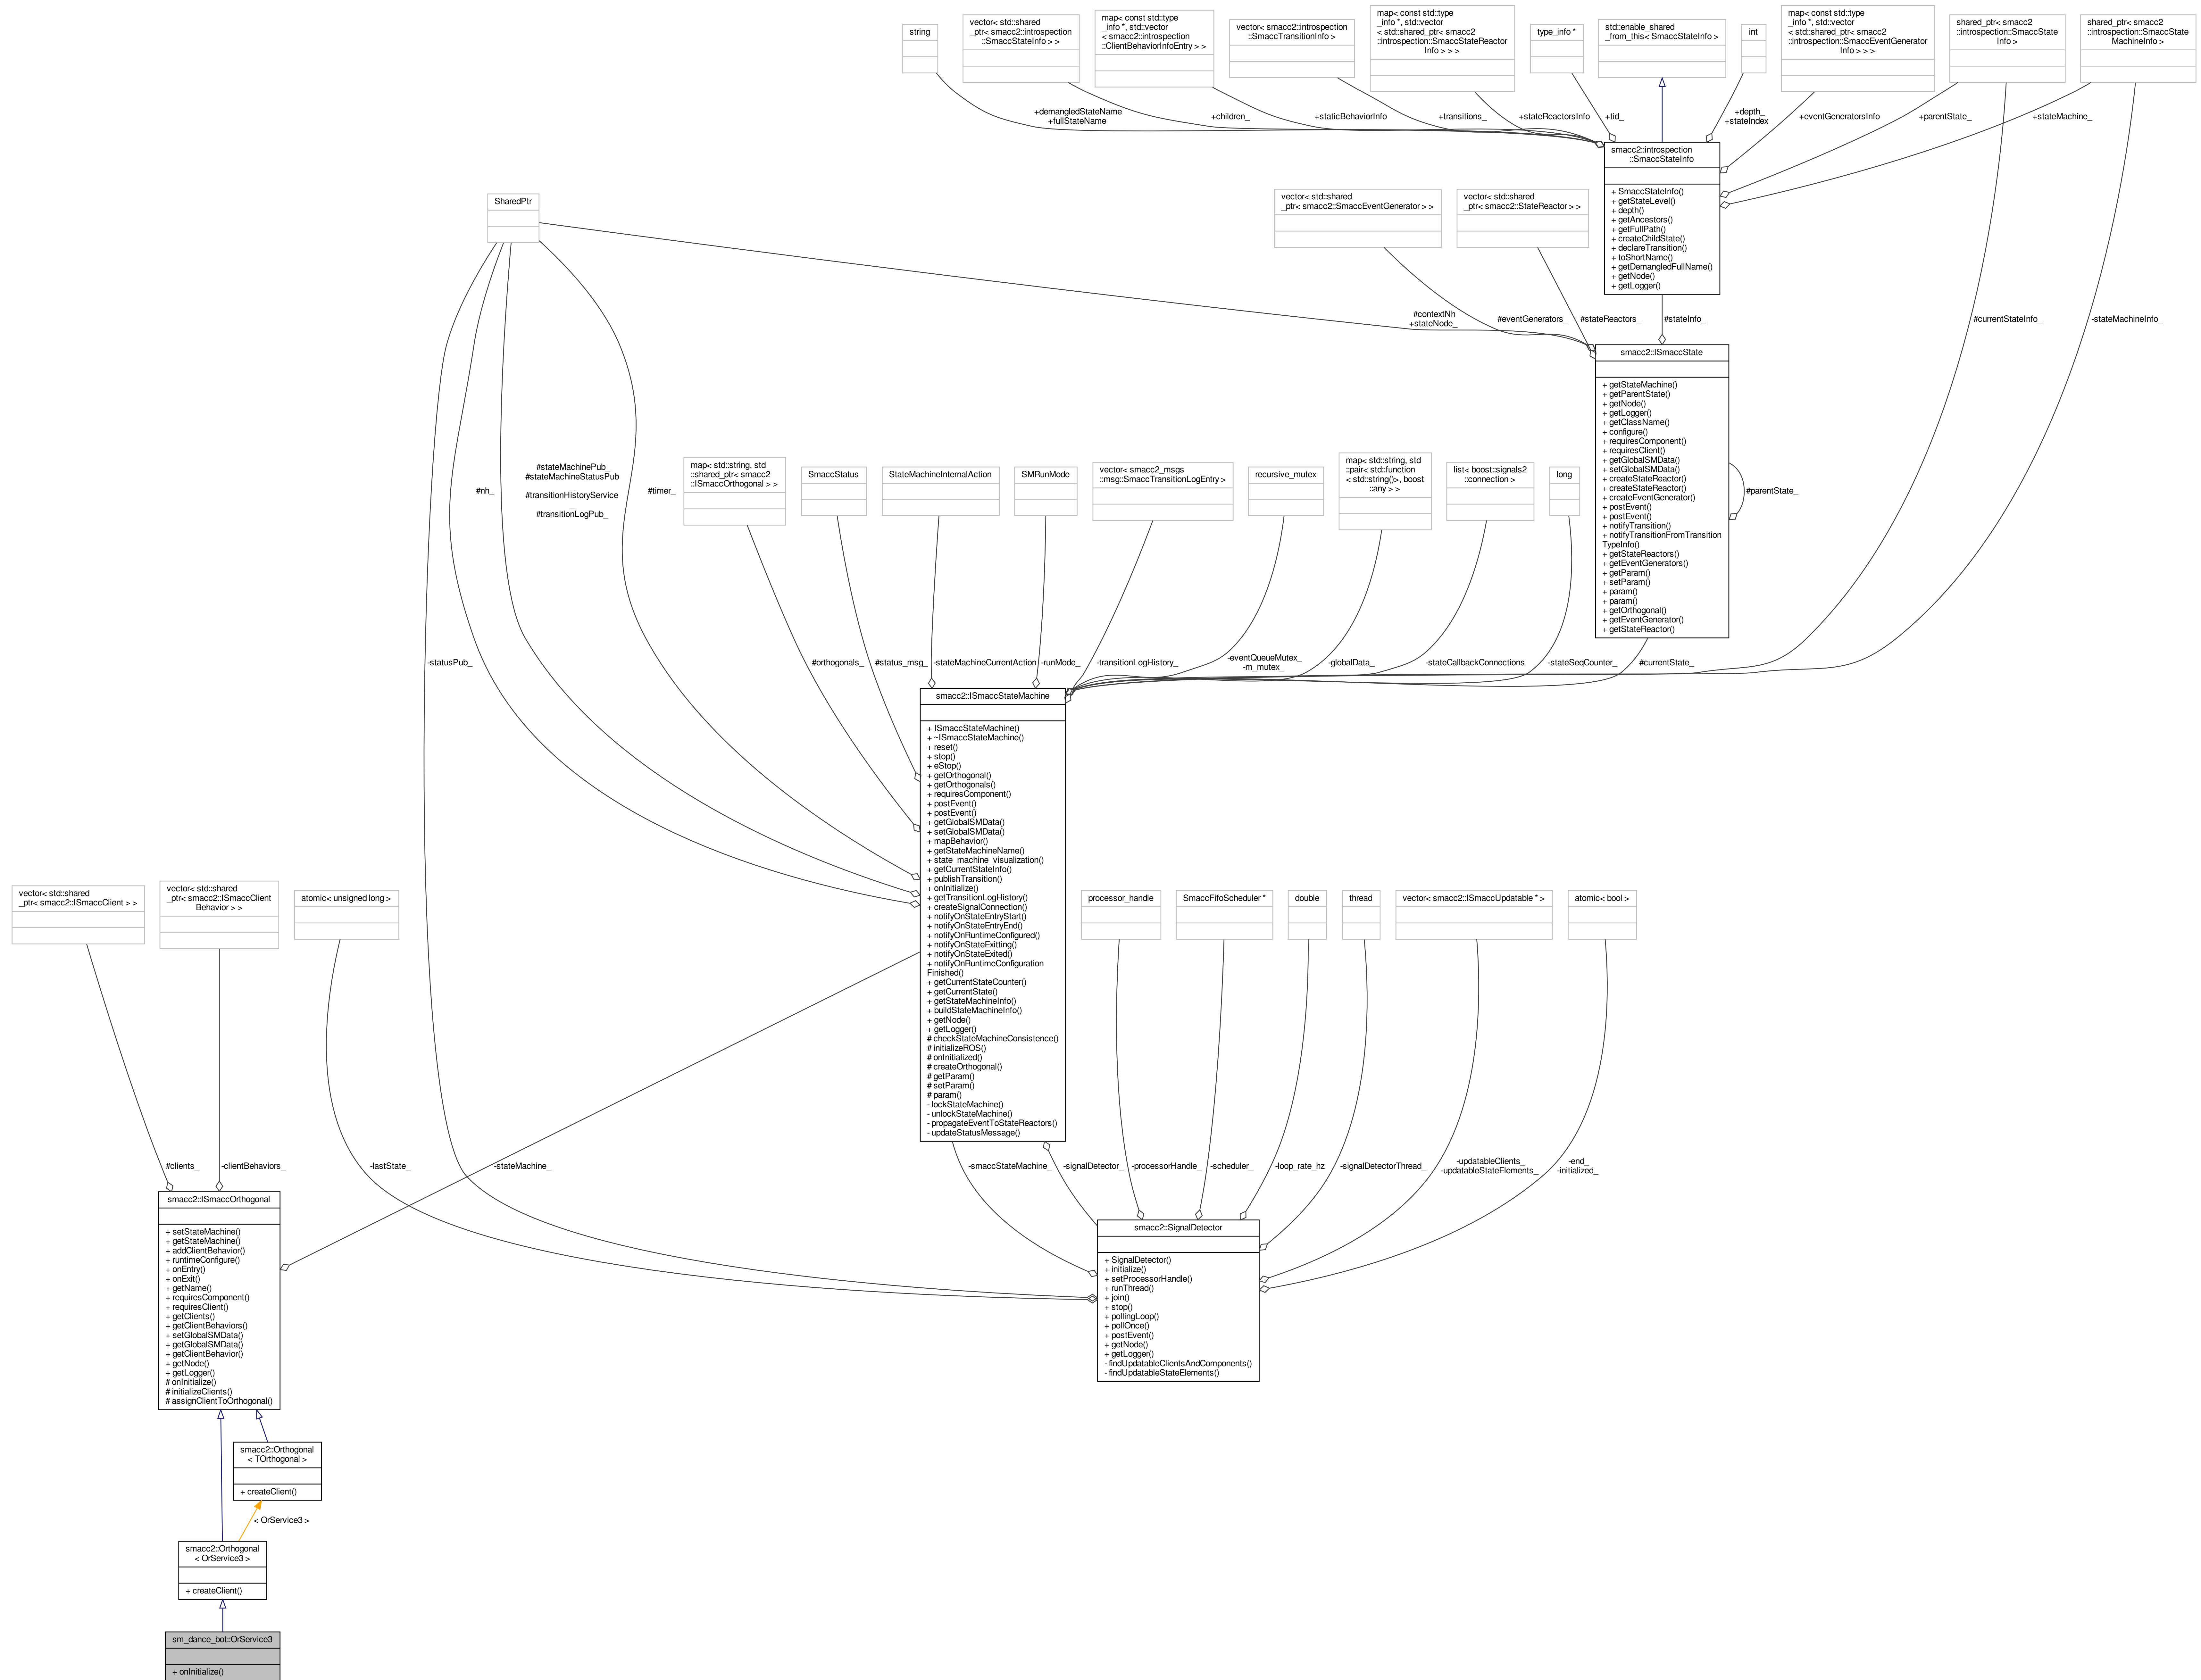 string
vector< std::shared
_ptr< smacc2::introspection
::SmaccStateInfo > >
map< const std::type
_info *, std::vector
< smacc2::introspection
::ClientBehaviorInfoEntry > >
vector< smacc2::introspection
::SmaccTransitionInfo >
map< const std::type
_info *, std::vector
< std::shared_ptr< smacc2
::introspection::SmaccStateReactor
Info > > >
type_info *
std::enable_shared
_from_this< SmaccStateInfo >
int
map< const std::type
_info *, std::vector
< std::shared_ptr< smacc2
::introspection::SmaccEventGenerator
Info > > >
shared_ptr< smacc2
::introspection::SmaccState
Info >
shared_ptr< smacc2
::introspection::SmaccState
MachineInfo >
+demangledStateName
+fullStateName
+children_
+staticBehaviorInfo
+transitions_
+stateReactorsInfo
+tid_
+depth_
+stateIndex_
+eventGeneratorsInfo
+parentState_
+stateMachine_
smacc2::introspection
::SmaccStateInfo
+ SmaccStateInfo()
+ getStateLevel()
+ depth()
+ getAncestors()
+ getFullPath()
+ createChildState()
+ declareTransition()
+ toShortName()
+ getDemangledFullName()
+ getNode()
+ getLogger()
SharedPtr
vector< std::shared
_ptr< smacc2::SmaccEventGenerator > >
vector< std::shared
_ptr< smacc2::StateReactor > >
#contextNh
+stateNode_
#eventGenerators_
#stateReactors_
#stateInfo_
#currentStateInfo_
-stateMachineInfo_
smacc2::ISmaccState
+ getStateMachine()
+ getParentState()
+ getNode()
+ getLogger()
+ getClassName()
+ configure()
+ requiresComponent()
+ requiresClient()
+ getGlobalSMData()
+ setGlobalSMData()
+ createStateReactor()
+ createStateReactor()
+ createEventGenerator()
+ postEvent()
+ postEvent()
+ notifyTransition()
+ notifyTransitionFromTransition
TypeInfo()
+ getStateReactors()
+ getEventGenerators()
+ getParam()
+ setParam()
+ param()
+ param()
+ getOrthogonal()
+ getEventGenerator()
+ getStateReactor()
#parentState_
#nh_
#stateMachinePub_
#stateMachineStatusPub
_
#transitionHistoryService
_
#transitionLogPub_
#timer_
map< std::string, std
::shared_ptr< smacc2
::ISmaccOrthogonal > >
SmaccStatus
StateMachineInternalAction
SMRunMode
vector< smacc2_msgs
::msg::SmaccTransitionLogEntry >
recursive_mutex
map< std::string, std
::pair< std::function
< std::string()>, boost
::any > >
list< boost::signals2
::connection >
long
-statusPub_
#orthogonals_
#status_msg_
-stateMachineCurrentAction
-runMode_
-transitionLogHistory_
-eventQueueMutex_
-m_mutex_
-globalData_
-stateCallbackConnections
-stateSeqCounter_
#currentState_
smacc2::ISmaccStateMachine
+ ISmaccStateMachine()
+ ~ISmaccStateMachine()
+ reset()
+ stop()
+ eStop()
+ getOrthogonal()
+ getOrthogonals()
+ requiresComponent()
+ postEvent()
+ postEvent()
+ getGlobalSMData()
+ setGlobalSMData()
+ mapBehavior()
+ getStateMachineName()
+ state_machine_visualization()
+ getCurrentStateInfo()
+ publishTransition()
+ onInitialize()
+ getTransitionLogHistory()
+ createSignalConnection()
+ notifyOnStateEntryStart()
+ notifyOnStateEntryEnd()
+ notifyOnRuntimeConfigured()
+ notifyOnStateExitting()
+ notifyOnStateExited()
+ notifyOnRuntimeConfiguration
Finished()
+ getCurrentStateCounter()
+ getCurrentState()
+ getStateMachineInfo()
+ buildStateMachineInfo()
+ getNode()
+ getLogger()
# checkStateMachineConsistence()
# initializeROS()
# onInitialized()
# createOrthogonal()
# getParam()
# setParam()
# param()
- lockStateMachine()
- unlockStateMachine()
- propagateEventToStateReactors()
- updateStatusMessage()
vector< std::shared
_ptr< smacc2::ISmaccClient > >
vector< std::shared
_ptr< smacc2::ISmaccClient
Behavior > >
atomic< unsigned long >
processor_handle
SmaccFifoScheduler *
double
thread
vector< smacc2::ISmaccUpdatable * >
atomic< bool >
#clients_
-clientBehaviors_
-lastState_
-stateMachine_
-smaccStateMachine_
-signalDetector_
-processorHandle_
-scheduler_
-loop_rate_hz
-signalDetectorThread_
-updatableClients_
-updatableStateElements_
-end_
-initialized_
smacc2::ISmaccOrthogonal
+ setStateMachine()
+ getStateMachine()
+ addClientBehavior()
+ runtimeConfigure()
+ onEntry()
+ onExit()
+ getName()
+ requiresComponent()
+ requiresClient()
+ getClients()
+ getClientBehaviors()
+ setGlobalSMData()
+ getGlobalSMData()
+ getClientBehavior()
+ getNode()
+ getLogger()
# onInitialize()
# initializeClients()
# assignClientToOrthogonal()
smacc2::SignalDetector
+ SignalDetector()
+ initialize()
+ setProcessorHandle()
+ runThread()
+ join()
+ stop()
+ pollingLoop()
+ pollOnce()
+ postEvent()
+ getNode()
+ getLogger()
- findUpdatableClientsAndComponents()
- findUpdatableStateElements()
smacc2::Orthogonal
< TOrthogonal >
+ createClient()
< OrService3 >
smacc2::Orthogonal
< OrService3 >
+ createClient()
sm_dance_bot::OrService3
+ onInitialize()